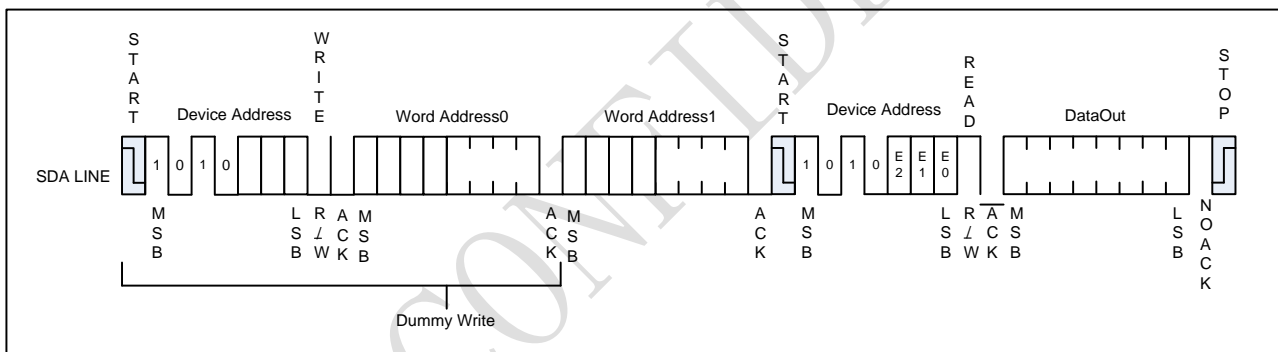 CONFIDE
START
WRITE
START
READ
STOP
Device Address
Word Address0
Word Address1
Device Address
DataOut
SDA LINE
1 0 1 0
1 0 1 0 E2 E1 E0
MSB
LSB
R/W
ACK
MSB
ACK
MSB
ACK
MSB
LSB
R/W
ACK
MSB
LSB
NOACK
Dummy Write